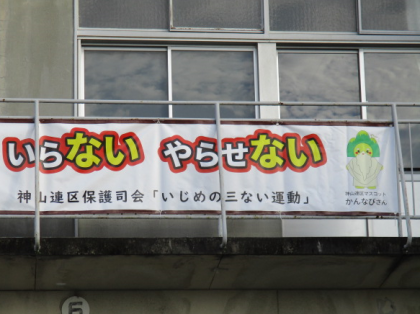 いらない やらせない
神山連区保護司会「いじめの三ない運動」
神山連区マスコット
かんなびさん